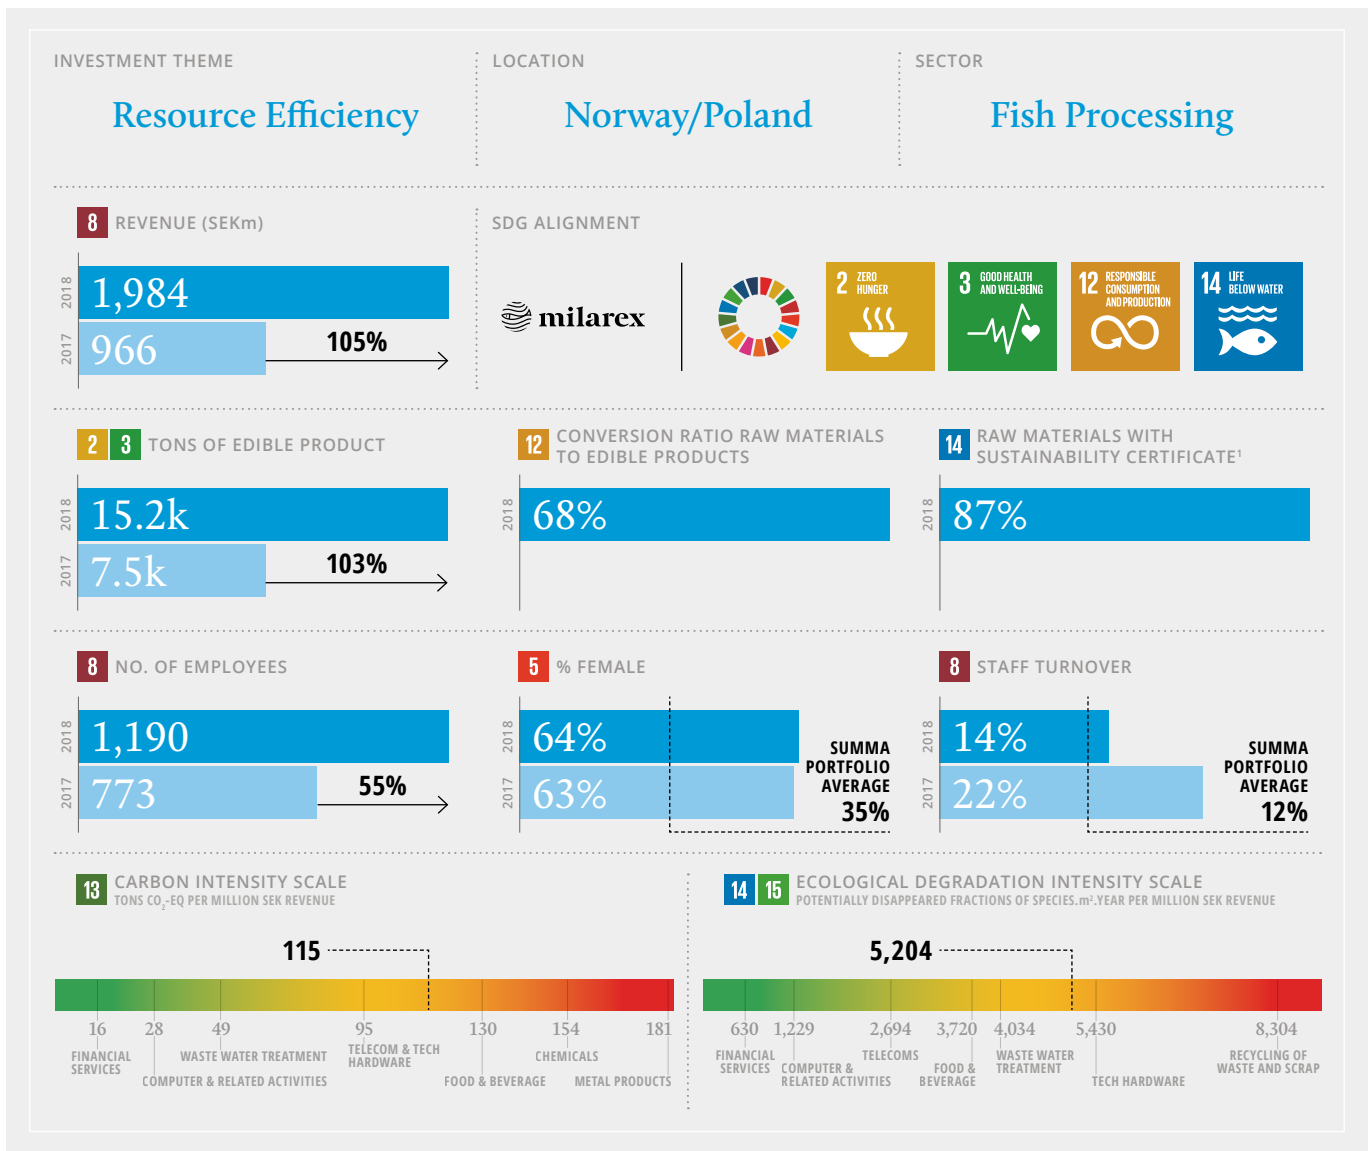 INVESTMENT THEME
Resource Efficiency
LOCATION
Norway/Poland
SECTOR
Fish Processing
8 REVENUE (SEKm)
2018
1,984
2017
966
105%
SDG ALIGNMENT
milarex
2 ZERO
HUNGER
3 GOOD HEALTH
AND WELL-BEING
12 RESPONSIBLE
CONSUMPTION
AND PRODUCTION
14 LIFE
BELOW WATER
2 3 TONS OF EDIBLE PRODUCT
2018
15.2k
2017
7.5k
103%
12 CONVERSION RATIO RAW MATERIALS
TO EDIBLE PRODUCTS
2018
68%
14 RAW MATERIALS WITH
SUSTAINABILITY CERTIFICATE¹
2018
87%
8 NO. OF EMPLOYEES
2018
1,190
2017
773
55%
5 % FEMALE
2018
64%
2017
63%
SUMMA
PORTFOLIO
AVERAGE
35%
8 STAFF TURNOVER
2018
14%
2017
22%
SUMMA
PORTFOLIO
AVERAGE
12%
13 CARBON INTENSITY SCALE
TONS CO₂-EQ PER MILLION SEK REVENUE
115
16 28 49 95 130 154 181
FINANCIAL
SERVICES
COMPUTER & RELATED ACTIVITIES
WASTE WATER TREATMENT
TELECOM & TECH
HARDWARE
FOOD & BEVERAGE
CHEMICALS
METAL PRODUCTS
14 15 ECOLOGICAL DEGRADATION INTENSITY SCALE
POTENTIALLY DISAPPEARED FRACTIONS OF SPECIES.m².YEAR PER MILLION SEK REVENUE
5,204
630 1,229 2,694 3,720 4,034 5,430 8,304
FINANCIAL
SERVICES
COMPUTER &
RELATED ACTIVITIES
TELECOMS
FOOD &
BEVERAGE
WASTE WATER
TREATMENT
TECH HARDWARE
RECYCLING OF
WASTE AND SCRAP